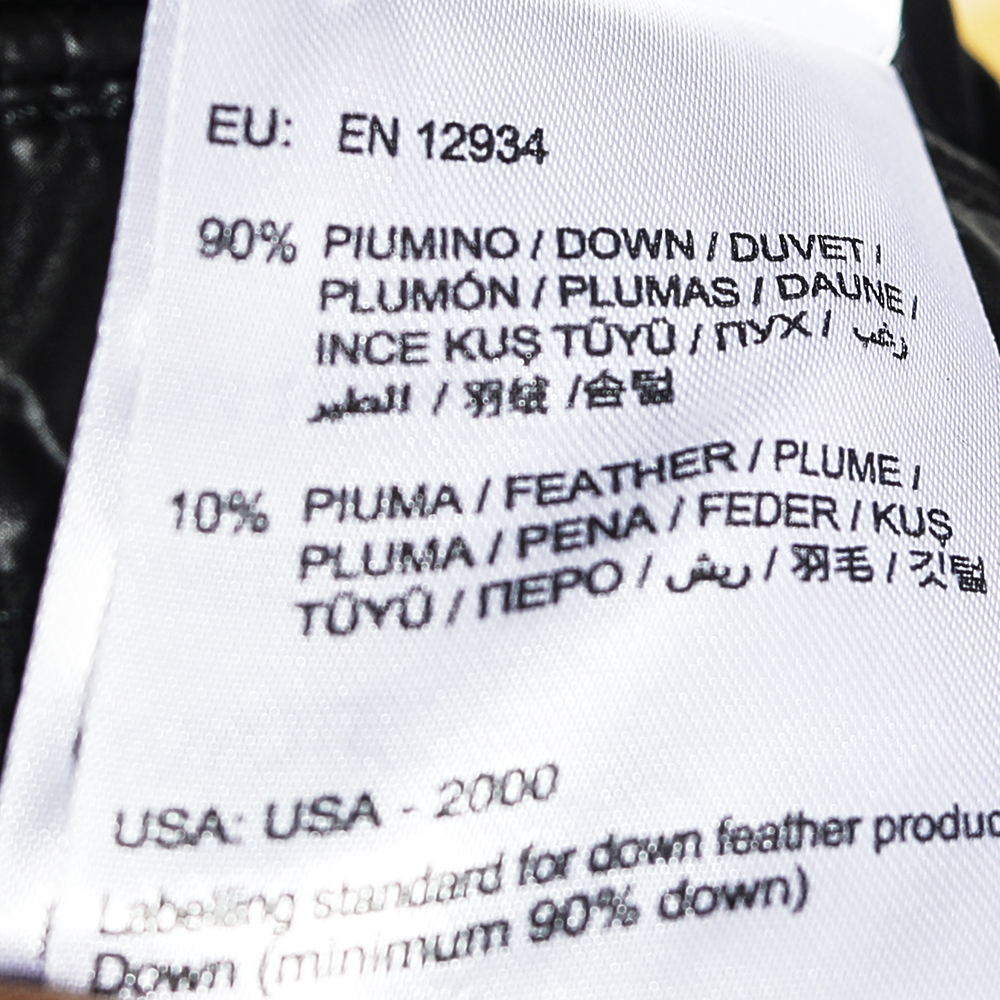 EU: EN 12934
90% PIUMINO / DOWN / DUVET /
PLUMÓN / PLUMAS / DAUNE /
INCE KUŞ TÜYÜ / ПУХ / زغب
الطير / 羽绒 /솜털
10% PIUMA / FEATHER / PLUME /
PLUMA / PENA / FEDER / KUŞ
TÜYÜ / ПЕРО / ريش / 羽毛 / 깃털
USA: USA - 2000
Labelling standard for down feather produc
Down (minimum 90% down)